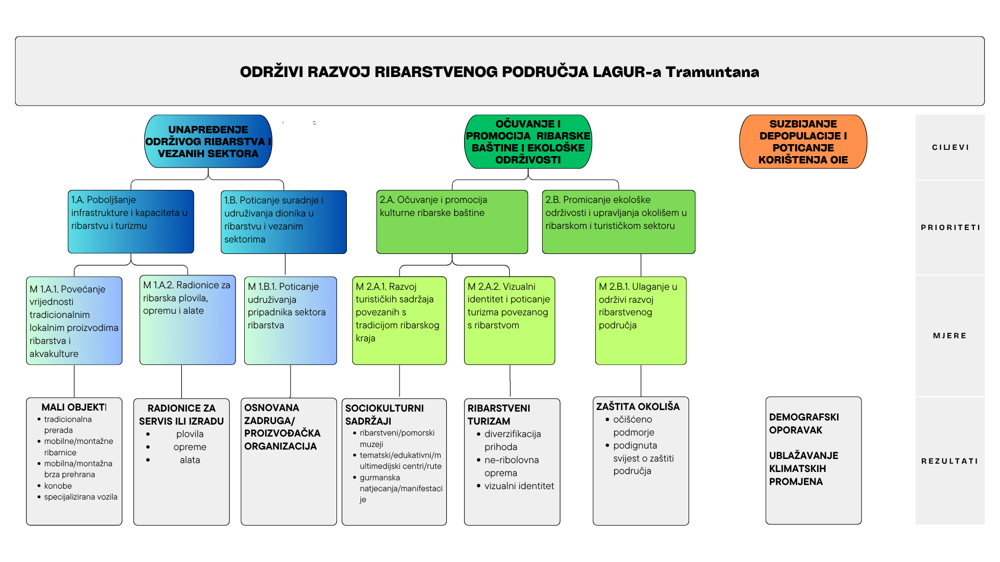 ODRŽIVI RAZVOJ RIBARSTVENOG PODRUČJA LAGUR-a Tramuntana
UNAPREĐENJE
ODRŽIVOG RIBARSTVA I
VEZANIH SEKTORA
OČUVANJE I
PROMOCIJA RIBARSKE
BAŠTINE I EKOLOŠKE
ODRŽIVOSTI
SUZBIJANJE
DEPOPULACIJE I
POTICANJE
KORIŠTENJA OIE
CILJEVI
1.A. Poboljšanje
infrastrukture i kapaciteta u
ribarstvu i turizmu
1.B. Poticanje suradnje i
udruživanja dionika u
ribarstvu i vezanim
sektorima
2.A. Očuvanje i promocija
kulturne ribarske baštine
2.B. Promicanje ekološke
održivosti i upravljanja okolišem u
ribarskom i turističkom sektoru
PRIORITETI
M 1.A.1. Povećanje
vrijednosti
tradicionalnim
lokalnim proizvodima
ribarstva i
akvakulture
M 1.A.2. Radionice za
ribarska plovila,
opremu i alate
M 1.B.1. Poticanje
udruživanja
pripadnika sektora
ribarstva
M 2.A.1. Razvoj
turističkih sadržaja
povezanih s
tradicijom ribarskog
kraja
M 2.A.2. Vizualni
identitet i poticanje
turizma povezanog
s ribarstvom
M 2.B.1. Ulaganje u
održivi razvoj
ribarstvenog
područja
MJERE
MALI OBJEKTI
• tradicionalna
prerada
• mobilne/montažne
ribarnice
• mobilna/montažna
brza prehrana
• konobe
• specijalizirana vozila
RADIONICE ZA
SERVIS ILI IZRADU
• plovila
• opreme
• alata
OSNOVANA
ZADRUGA/
PROIZVOĐAČKA
ORGANIZACIJA
SOCIOKULTURNI
SADRŽAJI
• ribarstveni/pomorski
muzeji
• tematski/edukativni/m
ultimedijski centri/rute
• gurmanska
natjecanja/manifestaci
je
RIBARSTVENI
TURIZAM
• diverzifikacija
prihoda
• ne-ribolovna
oprema
• vizualni identitet
ZAŠTITA OKOLIŠA
• očišćeno
podmorje
• podignuta
svijest o zaštiti
područja
DEMOGRAFSKI
OPORAVAK
UBLAŽAVANJE
KLIMATSKIH
PROMJENA
REZULTATI